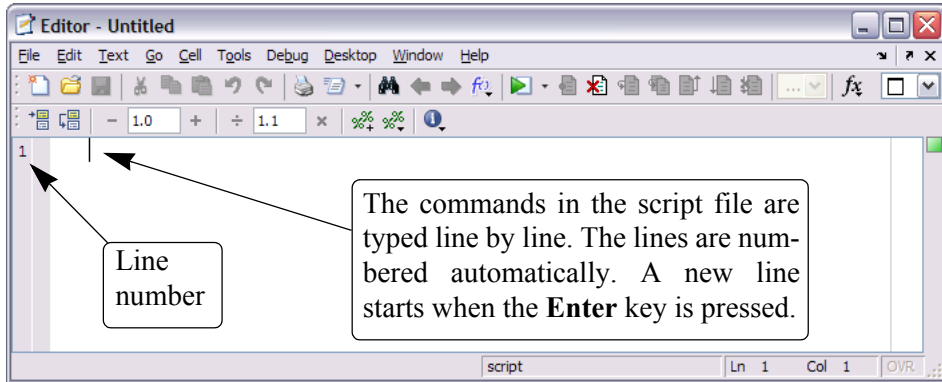 Editor - Untitled
File Edit Text Go Cell Tools Debug Desktop Window Help
fx
− 1.0 + ÷ 1.1 ×
1
The commands in the script file are
typed line by line. The lines are num-
bered automatically. A new line
starts when the Enter key is pressed.
Line
number
script Ln 1 Col 1 OVR